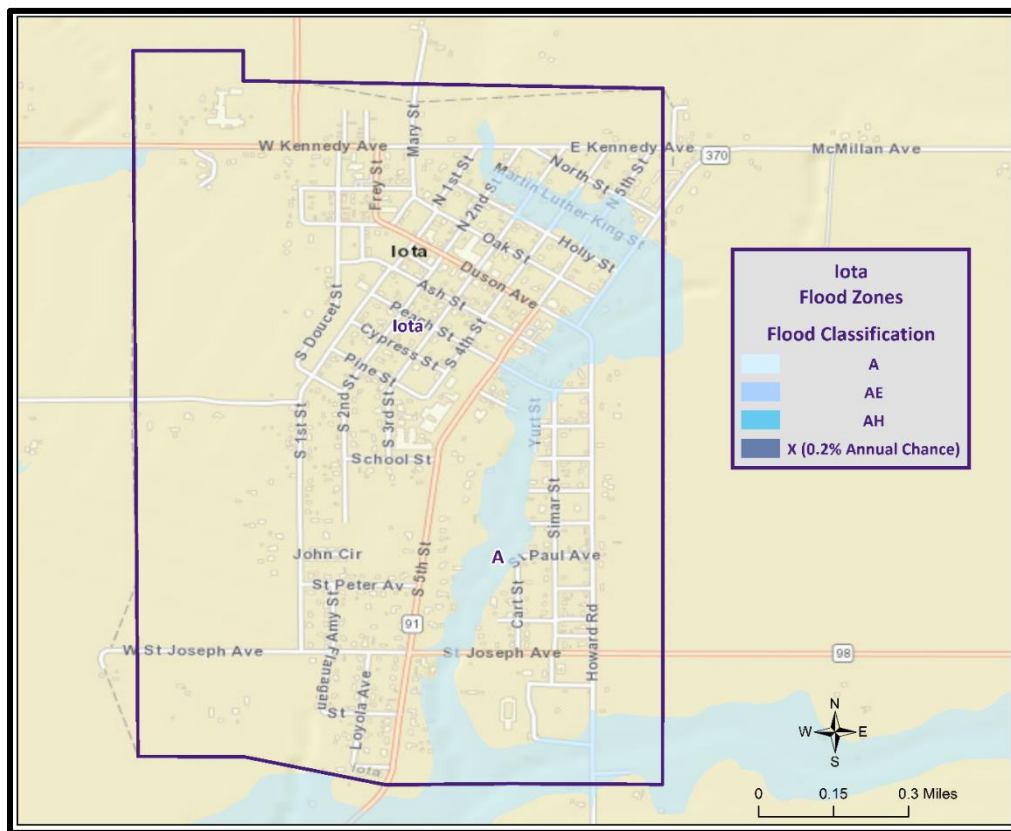 Mary St
W Kennedy Ave
E Kennedy Ave
370
McMillan Ave
Frey St
N 1st St
N 2nd St
North St
N 5th St
Martin Luther King St
Iota
Oak St
Holly St
Duson Ave
Ash St
Iota
Peach St
Cypress St
S 4th St
S Doucet St
Pine St
S 2nd St
S 3rd St
S 1st St
School St
Yurt St
Simar St
John Cir
A
St Paul Ave
St Peter Av
S 5th St
Cart St
Amy St
91
Howard Rd
W St Joseph Ave
St Joseph Ave
98
Flanagan
St
Loyola Ave
Iota
Iota
Flood Zones
Flood Classification
A
AE
AH
X (0.2% Annual Chance)
N
W E
S
0 0.15 0.3 Miles